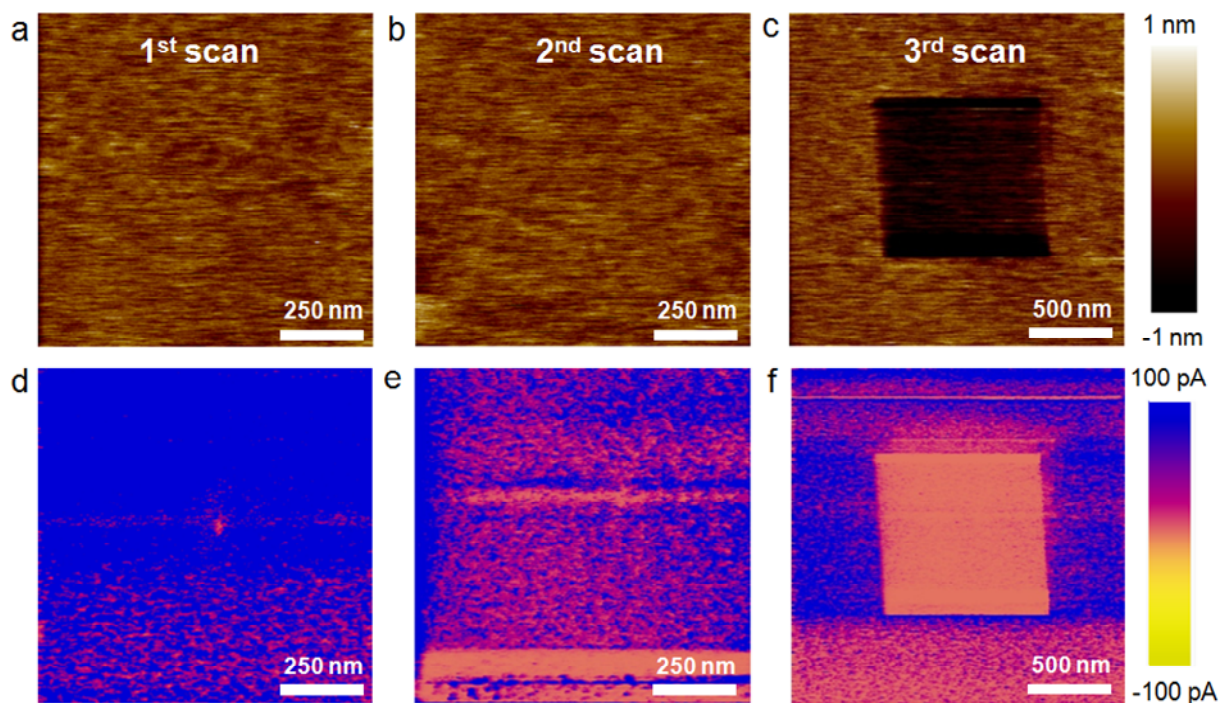 a
1st scan
250 nm
b
2nd scan
250 nm
c
3rd scan
500 nm
1 nm
-1 nm
d
250 nm
e
250 nm
f
500 nm
100 pA
-100 pA